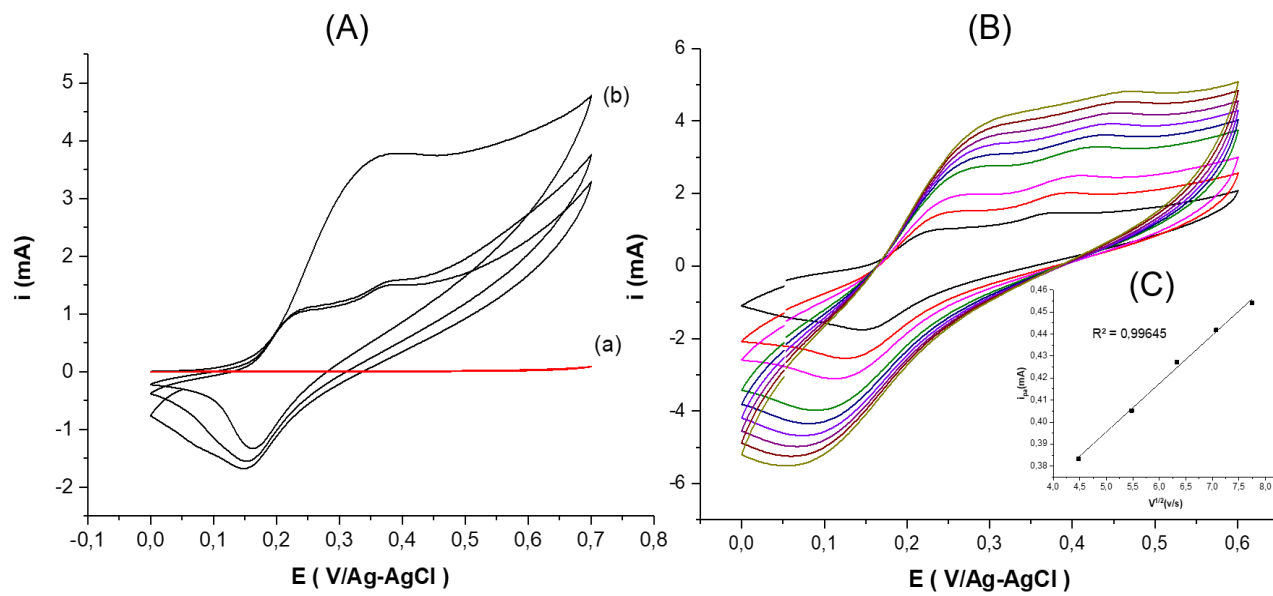 (A)
5
4
3
2
1
0
-1
-2
i (mA)
(b)
(a)
-0,1 0,0 0,1 0,2 0,3 0,4 0,5 0,6 0,7 0,8
E ( V/Ag-AgCl )
(B)
6
4
2
0
-2
-4
-6
i (mA)
0,0 0,1 0,2 0,3 0,4 0,5 0,6
E ( V/Ag-AgCl )
(C)
R² = 0,99645
0,46
0,45
0,44
0,43
0,42
0,41
0,40
0,39
0,38
4,0 4,5 5,0 5,5 6,0 6,5 7,0 7,5 8,0
V^1/2(v/s)